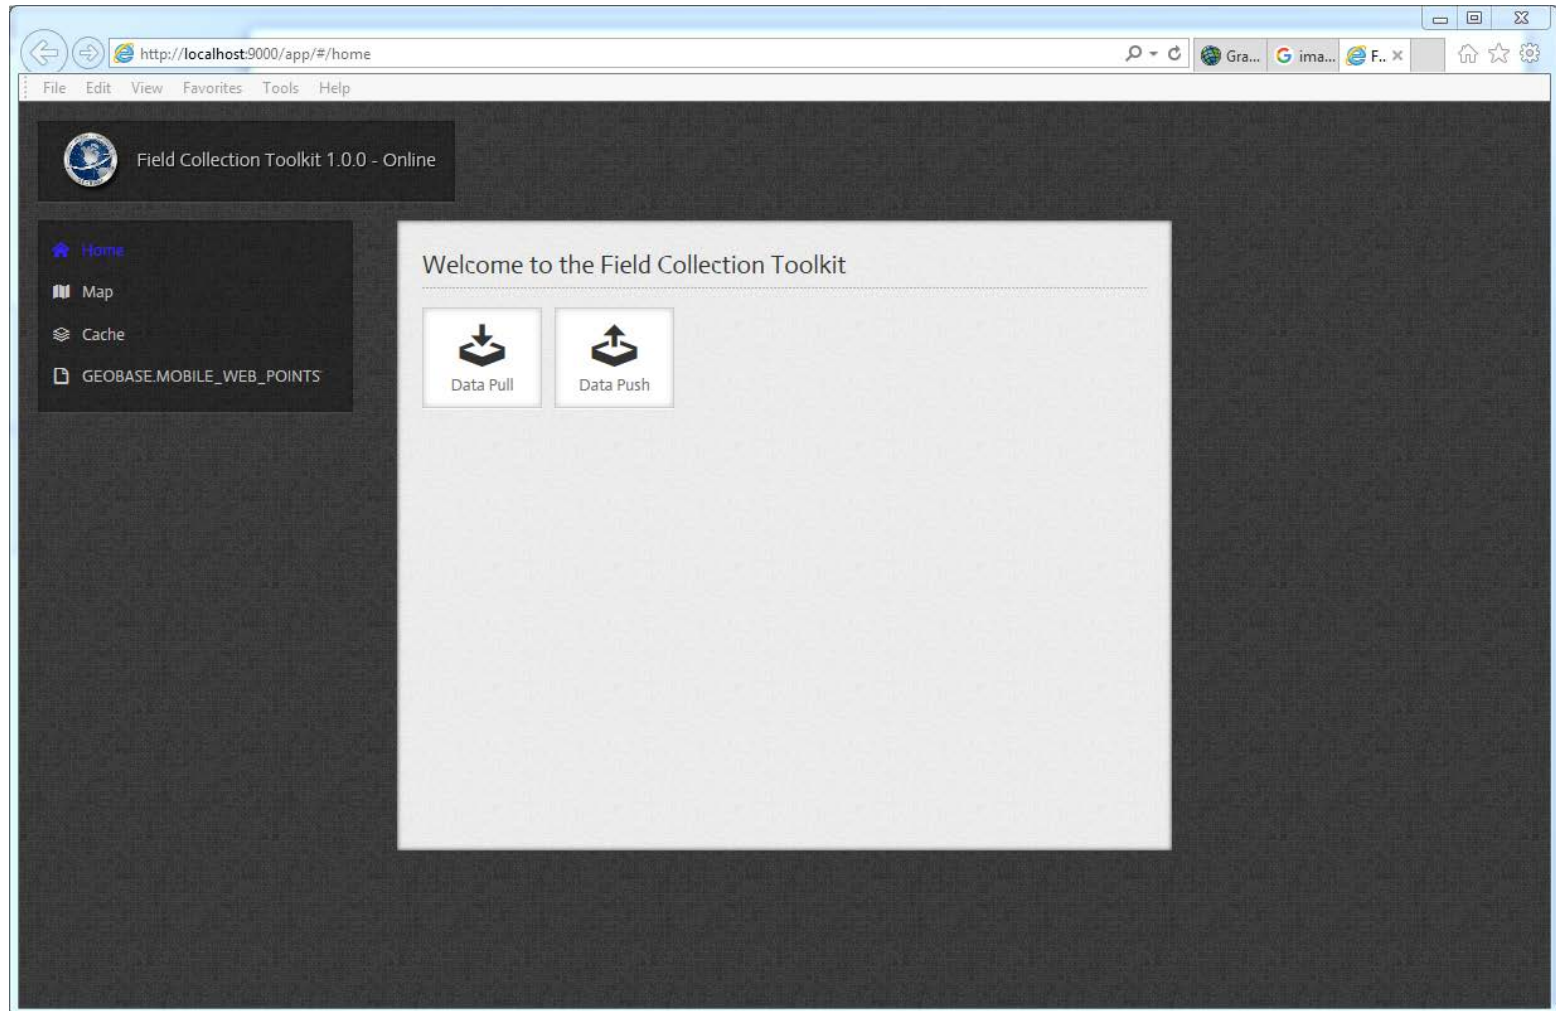 http://localhost:9000/app/#/home
Gra...
ima...
F..
File Edit View Favorites Tools Help
Field Collection Toolkit 1.0.0 - Online
Home
Map
Cache
GEOBASE.MOBILE_WEB_POINTS
Welcome to the Field Collection Toolkit
Data Pull
Data Push